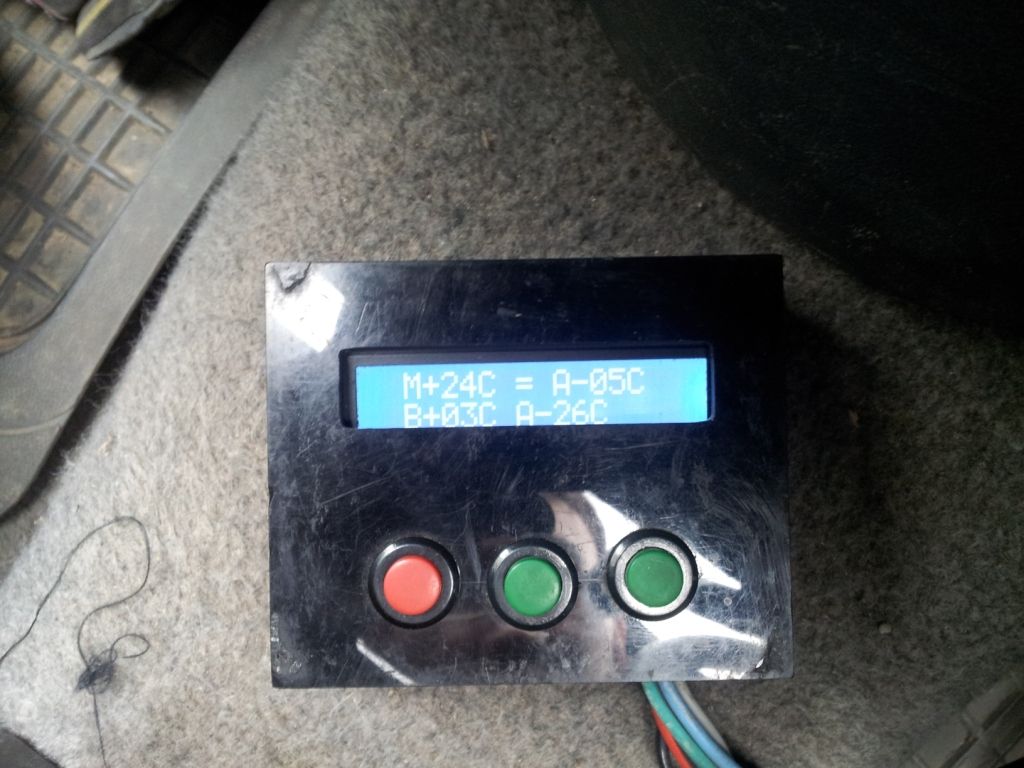 M+24C = A-05C
B+03C A-26C